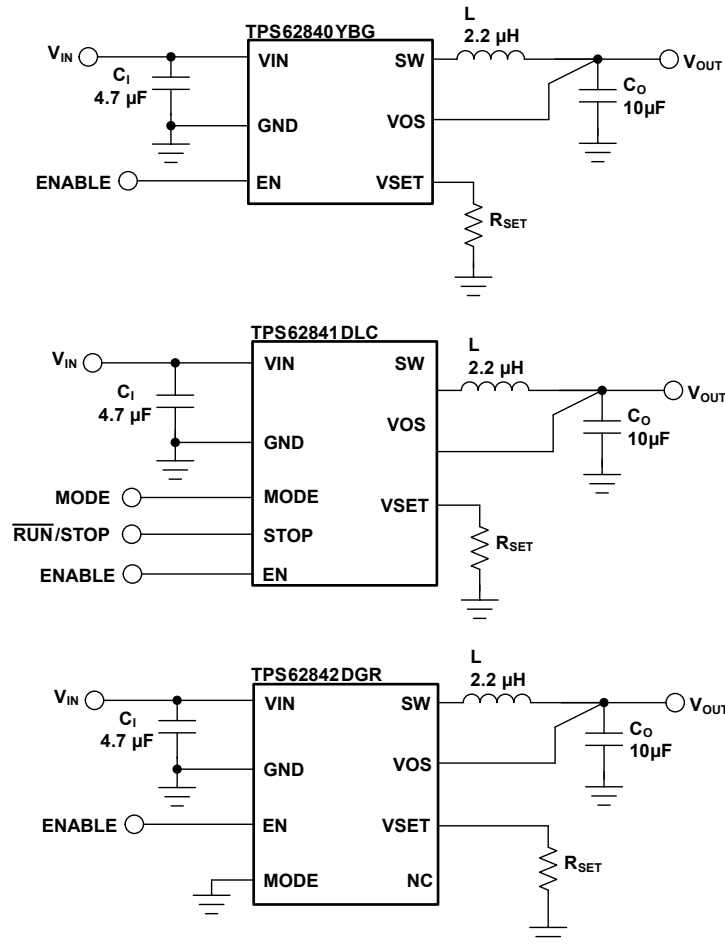 TPS62840YBG
L
2.2 µH
VIN
VIN
SW
VOUT
CI
4.7 µF
CO
10µF
GND
VOS
ENABLE
EN
VSET
RSET
TPS62841DLC
L
2.2 µH
VIN
VIN
SW
VOUT
CI
4.7 µF
CO
10µF
VOS
GND
MODE
MODE
VSET
RUN/STOP
STOP
RSET
ENABLE
EN
TPS62842DGR
L
2.2 µH
VIN
VIN
SW
VOUT
CI
4.7 µF
CO
10µF
GND
VOS
ENABLE
EN
VSET
RSET
MODE
NC